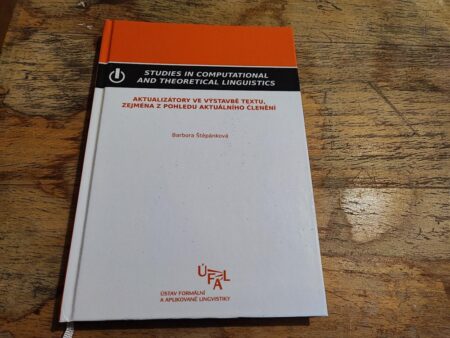 STUDIES IN COMPUTATIONAL
AND THEORETICAL LINGUISTICS
AKTUALIZÁTORY VE VÝSTAVBĚ TEXTU,
ZEJMÉNA Z POHLEDU AKTUÁLNÍHO ČLENĚNÍ
Barbora Štěpánková
ÚFAL
ÚSTAV FORMÁLNÍ
A APLIKOVANÉ LINGVISTIKY